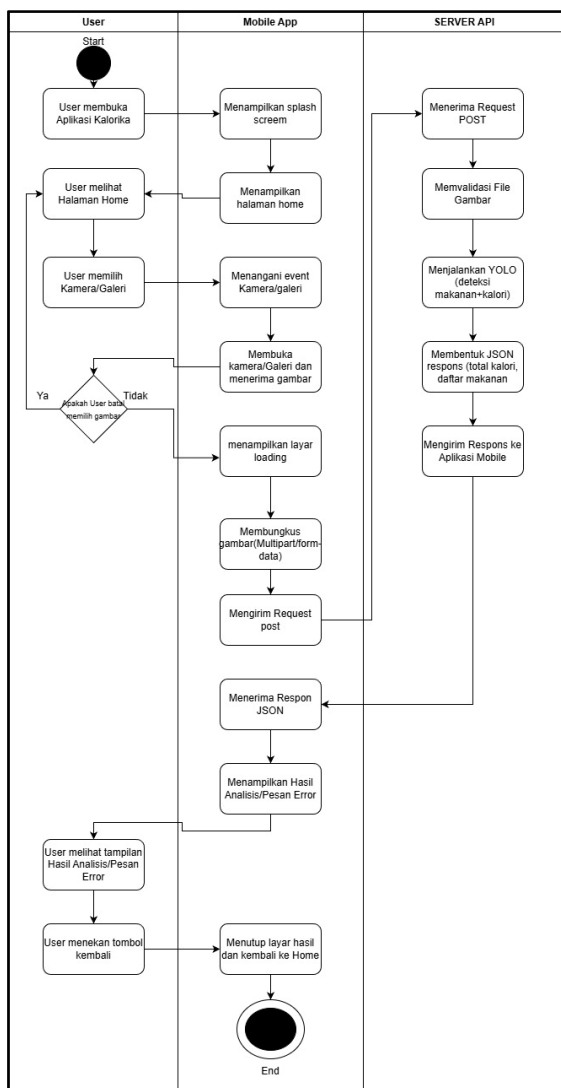 User
Mobile App
SERVER API
Start
User membuka
Aplikasi Kalorika
Menampilkan splash
screem
Menerima Request
POST
User melihat
Halaman Home
Menampilkan
halaman home
Memvalidasi File
Gambar
User memilih
Kamera/Galeri
Menangani event
Kamera/galeri
Menjalankan YOLO
(deteksi
makanan+kalori)
Membuka
kamera/Galeri dan
menerima gambar
Membentuk JSON
respons (total kalori,
daftar makanan
Ya
Tidak
Apakah User batal
memilih gambar
menampilkan layar
loading
Mengirim Respons ke
Aplikasi Mobile
Membungkus
gambar(Multipart/form-
data)
Mengirim Request
post
Menerima Respon
JSON
Menampilkan Hasil
Analisis/Pesan Error
User melihat tampilan
Hasil Analisis/Pesan
Error
User menekan tombol
kembali
Menutup layar hasil
dan kembali ke Home
End